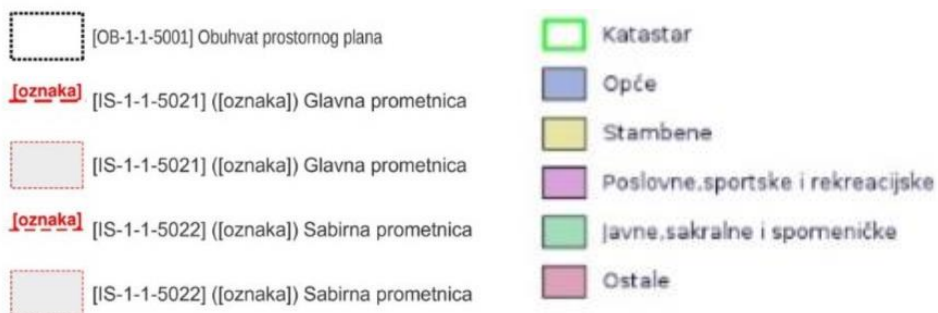 [OB-1-1-5001] Obuhvat prostornog plana
[oznaka] [IS-1-1-5021] ([oznaka]) Glavna prometnica
[IS-1-1-5021] ([oznaka]) Glavna prometnica
[oznaka] [IS-1-1-5022] ([oznaka]) Sabirna prometnica
[IS-1-1-5022] ([oznaka]) Sabirna prometnica
Katastar
Opće
Stambene
Poslovne,sportske i rekreacijske
Javne,sakralne i spomeničke
Ostale